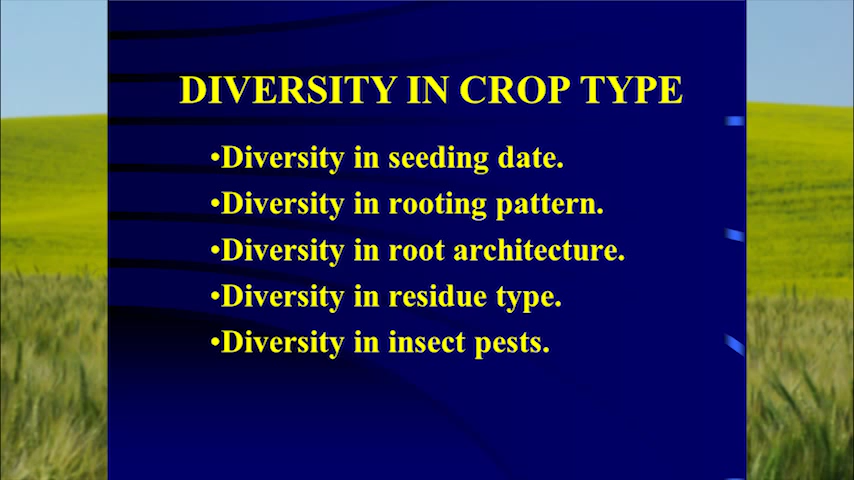 DIVERSITY IN CROP TYPE
•Diversity in seeding date.
•Diversity in rooting pattern.
•Diversity in root architecture.
•Diversity in residue type.
•Diversity in insect pests.